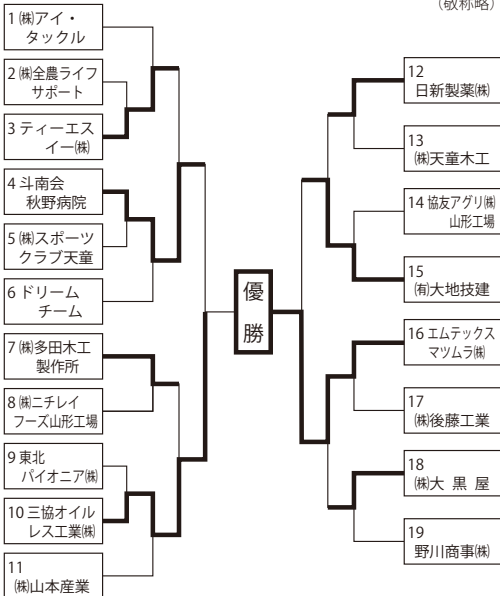 (敬称略)
1 ㈱アイ・
タックル
2 ㈱全農ライフ
サポート
3 ティーエス
イー㈱
4 斗南会
秋野病院
5 ㈱スポーツ
クラブ天童
6 ドリーム
チーム
7 ㈱多田木工
製作所
8 ㈱ニチレイ
フーズ山形工場
9 東北
パイオニア㈱
10 三協オイル
レス工業㈱
11
㈱山本産業
優
勝
12
日新製薬㈱
13
㈱天童木工
14 協友アグリ㈱
山形工場
15
㈲大地技建
16 エムテックス
マツムラ㈱
17
㈱後藤工業
18
㈱大 黒 屋
19
野川商事㈱